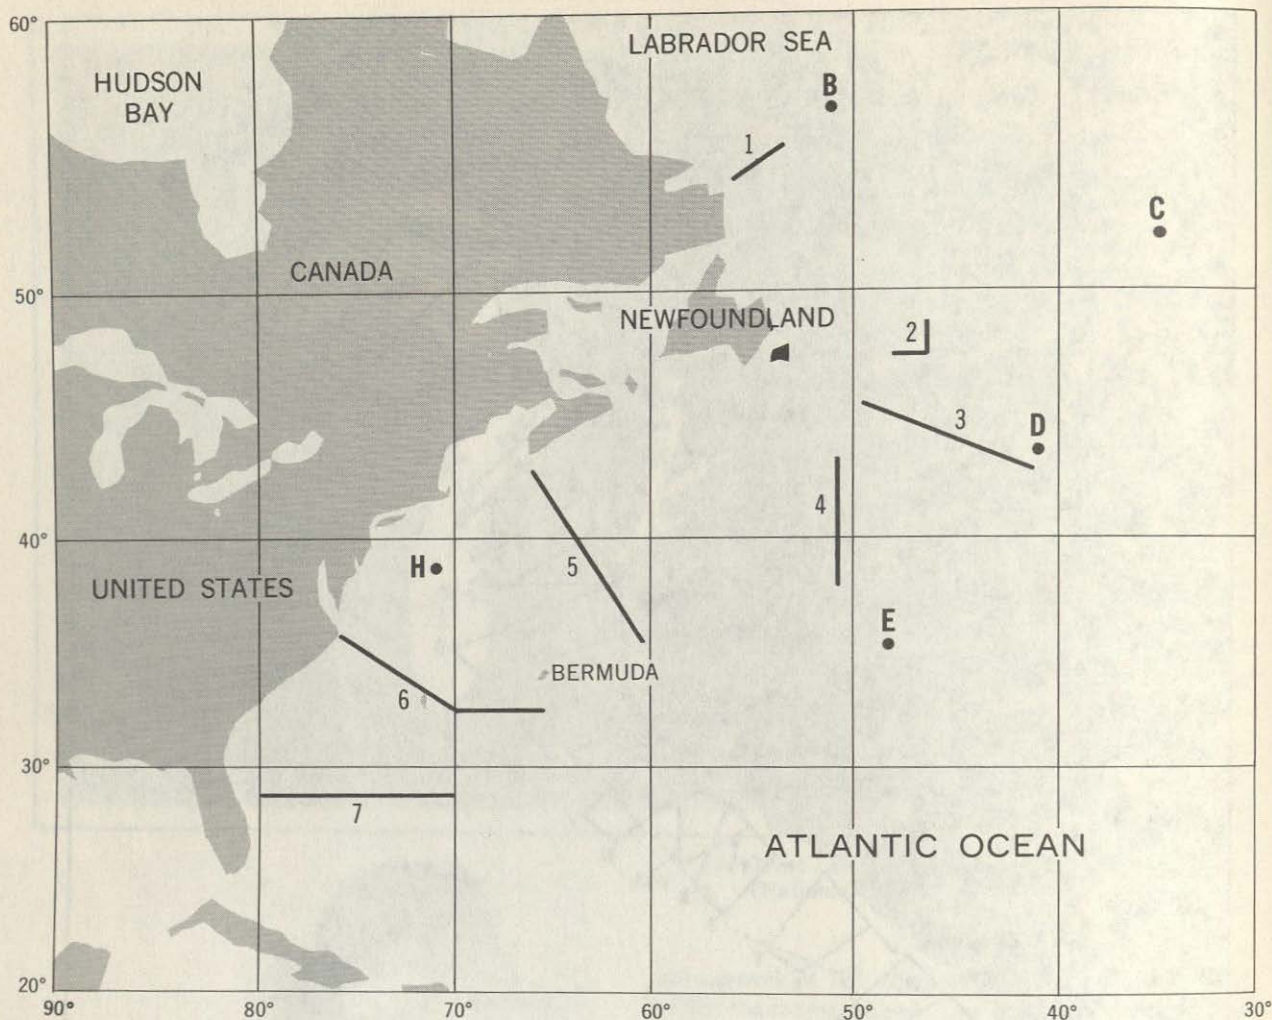 60°
LABRADOR SEA
HUDSON
BAY
B
1
C
CANADA
50°
NEWFOUNDLAND
2
3
D
4
40°
H
5
UNITED STATES
E
BERMUDA
6
30°
7
ATLANTIC OCEAN
20°
90° 80° 70° 60° 50° 40° 30°